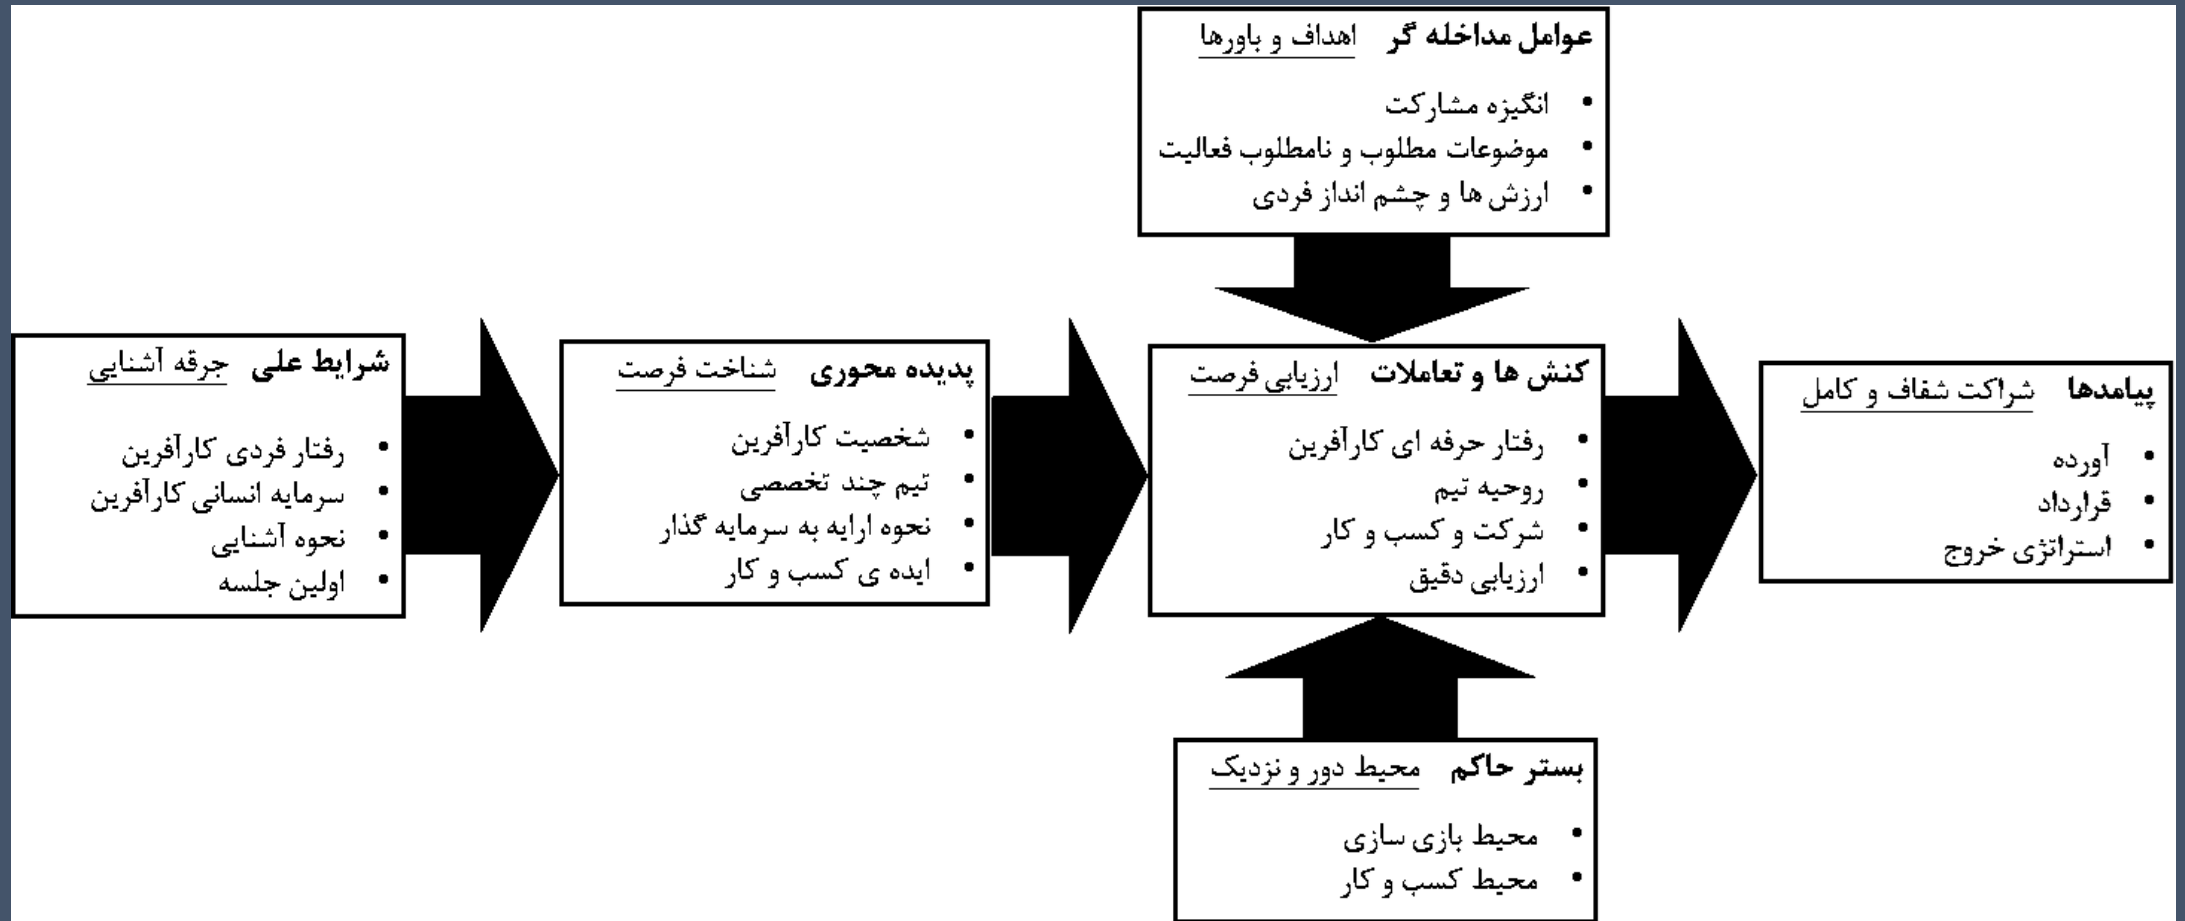 عوامل مداخله گر اهداف و باورها
• انگیزه مشارکت
• موضوعات مطلوب و نامطلوب فعالیت
• ارزش ها و چشم انداز فردی
شرایط علی جرقه آشنایی
• رفتار فردی کارآفرین
• سرمایه انسانی کارآفرین
• نحوه آشنایی
• اولین جلسه
پدیده محوری شناخت فرصت
• شخصیت کارآفرین
• تیم چند تخصصی
• نحوه ارایه به سرمایه گذار
• ایده ی کسب و کار
کنش ها و تعاملات ارزیابی فرصت
• رفتار حرفه ای کارآفرین
• روحیه تیم
• شرکت و کسب و کار
• ارزیابی دقیق
پیامدها شراکت شفاف و کامل
• آورده
• قرارداد
• استراتژی خروج
بستر حاکم محیط دور و نزدیک
• محیط بازی سازی
• محیط کسب و کار